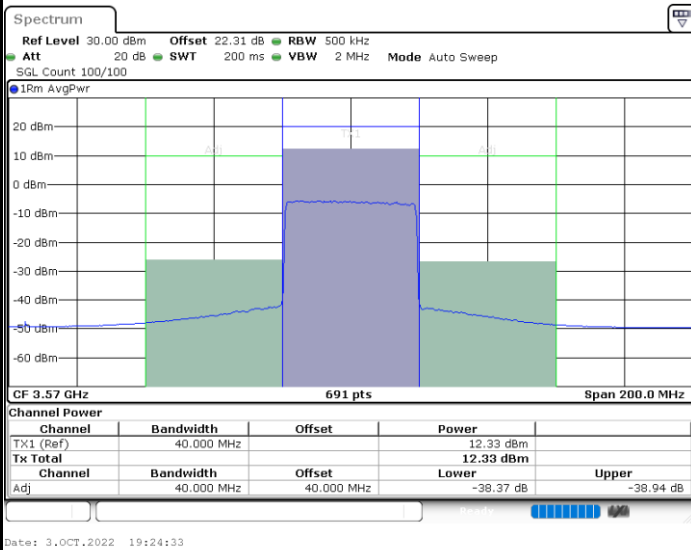 Spectrum
Ref Level 30.00 dBm Offset 22.31 dB RBW 500 kHz
Att 20 dB SWT 200 ms VBW 2 MHz Mode Auto Sweep
SGL Count 100/100
1Rm AvgPwr
20 dBm
TX1
Adj Adj
10 dBm
0 dBm
-10 dBm
-20 dBm
-30 dBm
-40 dBm
-50 dBm
-60 dBm
CF 3.57 GHz 691 pts Span 200.0 MHz
Channel Power
Channel Bandwidth Offset Power
TX1 (Ref) 40.000 MHz 12.33 dBm
Tx Total 12.33 dBm
Channel Bandwidth Offset Lower Upper
Adj 40.000 MHz 40.000 MHz -38.37 dB -38.94 dB
Ready
Date: 3.OCT.2022 19:24:33